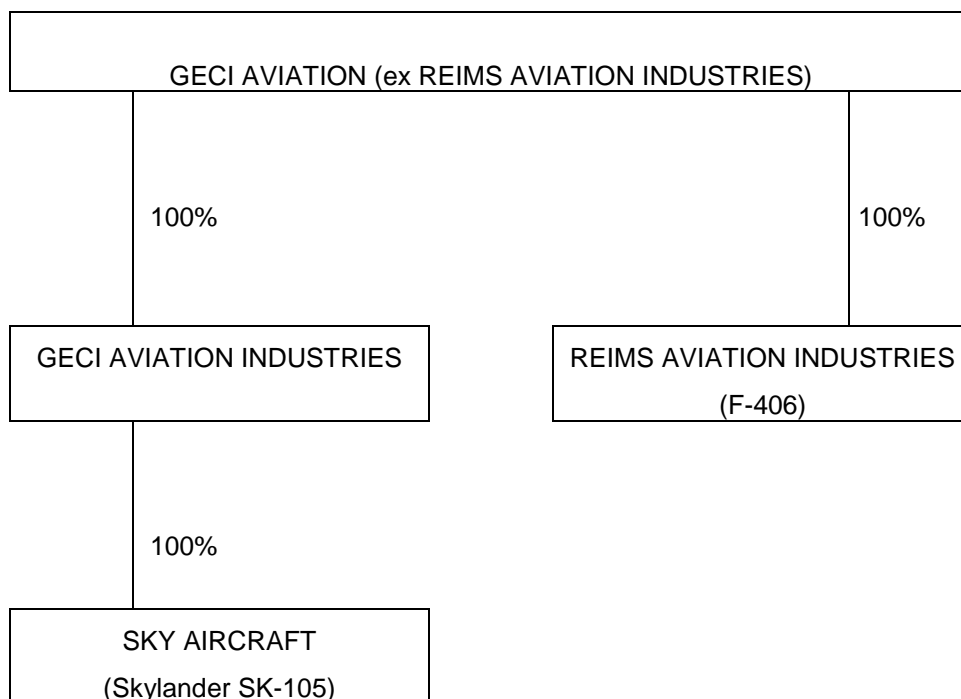 GECI AVIATION (ex REIMS AVIATION INDUSTRIES)
100%
100%
GECI AVIATION INDUSTRIES
REIMS AVIATION INDUSTRIES
(F-406)
100%
SKY AIRCRAFT
(Skylander SK-105)